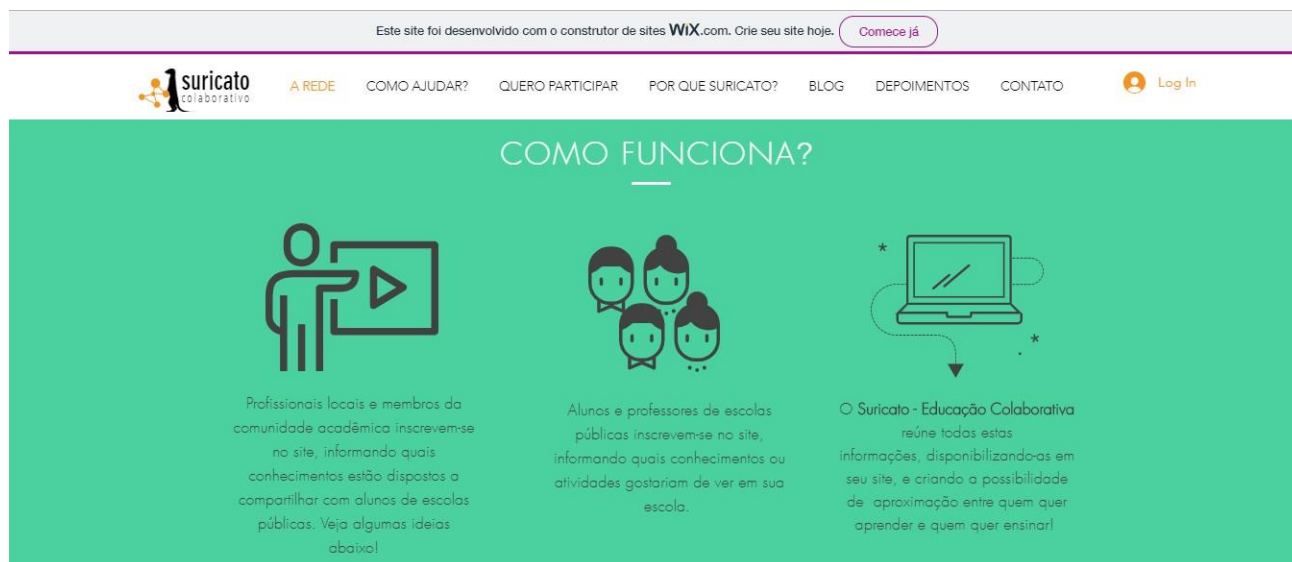 Este site foi desenvolvido com o construtor de sites WiX.com. Crie seu site hoje. Comece já
suricato
colaborativo
A REDE COMO AJUDAR? QUERO PARTICIPAR POR QUE SURICATO? BLOG DEPOIMENTOS CONTATO Log In
COMO FUNCIONA?
Profissionais locais e membros da
comunidade acadêmica inscrevem-se
no site, informando quais
conhecimentos estão dispostos a
compartilhar com alunos de escolas
públicas. Veja algumas ideias
abaixo!
Alunos e professores de escolas
públicas inscrevem-se no site,
informando quais conhecimentos ou
atividades gostariam de ver em sua
escola.
O Suricato - Educação Colaborativa
reúne todas estas
informações, disponibilizando-as em
seu site, e criando a possibilidade
de aproximação entre quem quer
aprender e quem quer ensinar!